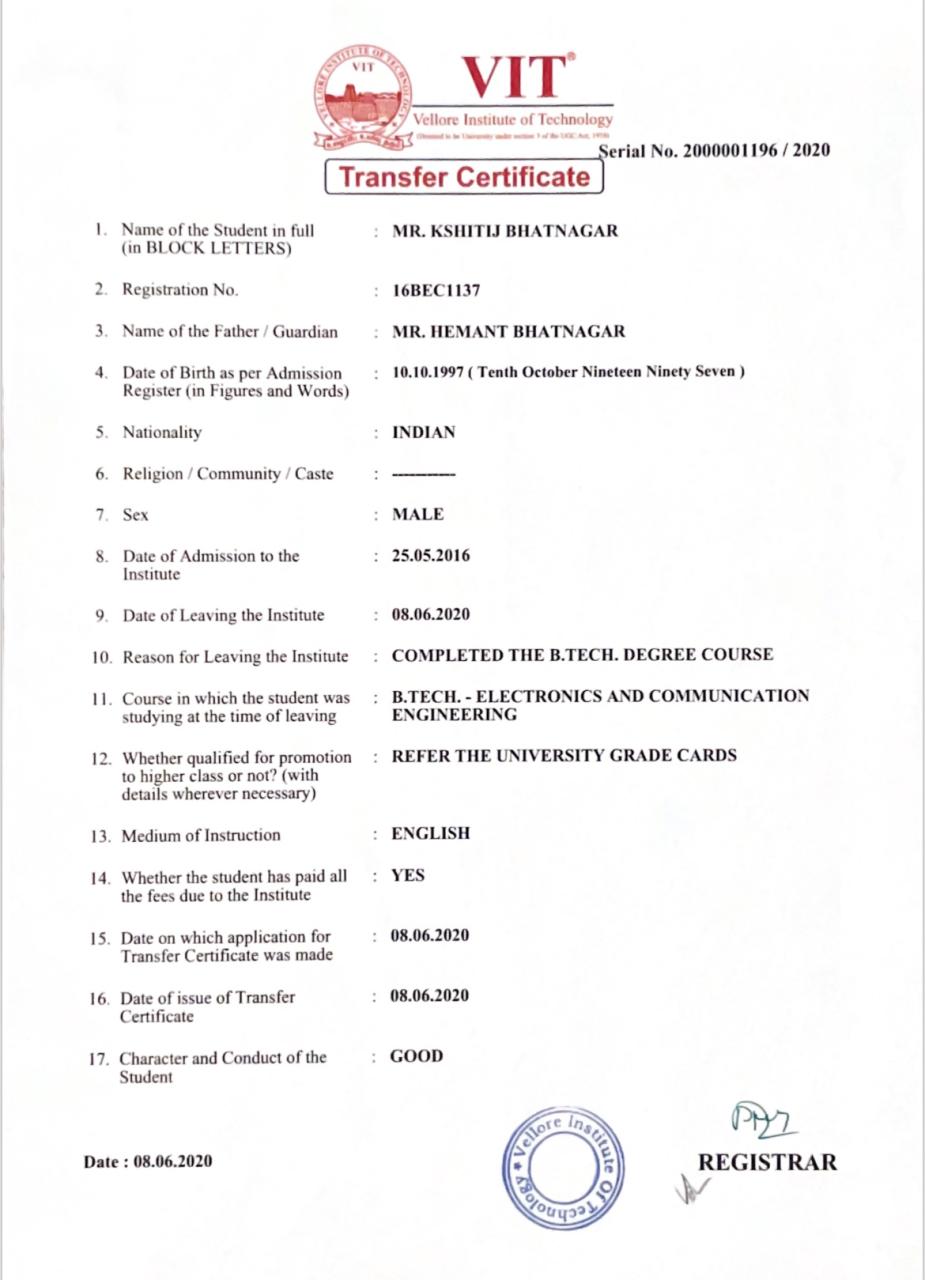 VELLORE INSTITUTE OF TECHNOLOGY
VIT
VIT®
Vellore Institute of Technology
(Deemed to be University under section 3 of the UGC Act, 1956)
Serial No. 2000001196 / 2020
Transfer Certificate
1. Name of the Student in full : MR. KSHITIJ BHATNAGAR
(in BLOCK LETTERS)
2. Registration No. : 16BEC1137
3. Name of the Father / Guardian : MR. HEMANT BHATNAGAR
4. Date of Birth as per Admission : 10.10.1997 ( Tenth October Nineteen Ninety Seven )
Register (in Figures and Words)
5. Nationality : INDIAN
6. Religion / Community / Caste : ----------
7. Sex : MALE
8. Date of Admission to the : 25.05.2016
Institute
9. Date of Leaving the Institute : 08.06.2020
10. Reason for Leaving the Institute : COMPLETED THE B.TECH. DEGREE COURSE
11. Course in which the student was : B.TECH. - ELECTRONICS AND COMMUNICATION
studying at the time of leaving ENGINEERING
12. Whether qualified for promotion : REFER THE UNIVERSITY GRADE CARDS
to higher class or not? (with
details wherever necessary)
13. Medium of Instruction : ENGLISH
14. Whether the student has paid all : YES
the fees due to the Institute
15. Date on which application for : 08.06.2020
Transfer Certificate was made
16. Date of issue of Transfer : 08.06.2020
Certificate
17. Character and Conduct of the : GOOD
Student
Vellore Institute Of Technology
Date : 08.06.2020
REGISTRAR